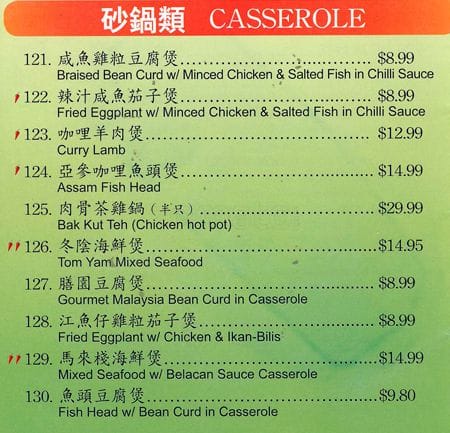 砂鍋類 CASSEROLE
121. 咸魚雞粒豆腐煲..............................$8.99
Braised Bean Curd w/ Minced Chicken & Salted Fish in Chilli Sauce
122. 辣汁咸魚茄子煲..............................$8.99
Fried Eggplant w/ Minced Chicken & Salted Fish in Chilli Sauce
123. 咖哩羊肉煲..............................$12.99
Curry Lamb
124. 亞參咖哩魚頭煲..............................$14.99
Assam Fish Head
125. 肉骨茶雞鍋（半只）..............................$29.99
Bak Kut Teh (Chicken hot pot)
126. 冬陰海鮮煲..............................$14.95
Tom Yam Mixed Seafood
127. 膳園豆腐煲..............................$8.99
Gourmet Malaysia Bean Curd in Casserole
128. 江魚仔雞粒茄子煲..............................$8.99
Fried Eggplant w/ Chicken & Ikan-Bilis
129. 馬來棧海鮮煲..............................$14.99
Mixed Seafood w/ Belacan Sauce Casserole
130. 魚頭豆腐煲..............................$9.80
Fish Head w/ Bean Curd in Casserole